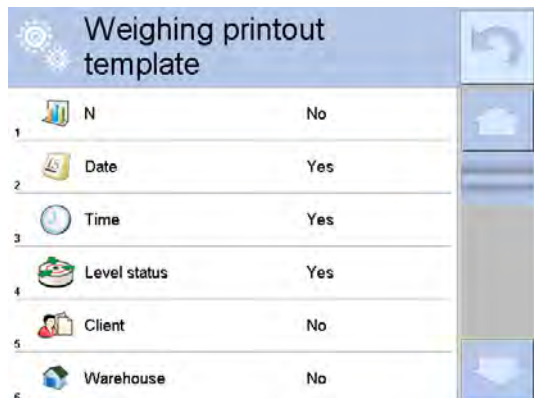 Weighing printout
template
1 N No
2 Date Yes
3 Time Yes
4 Level status Yes
5 Client No
6 Warehouse No